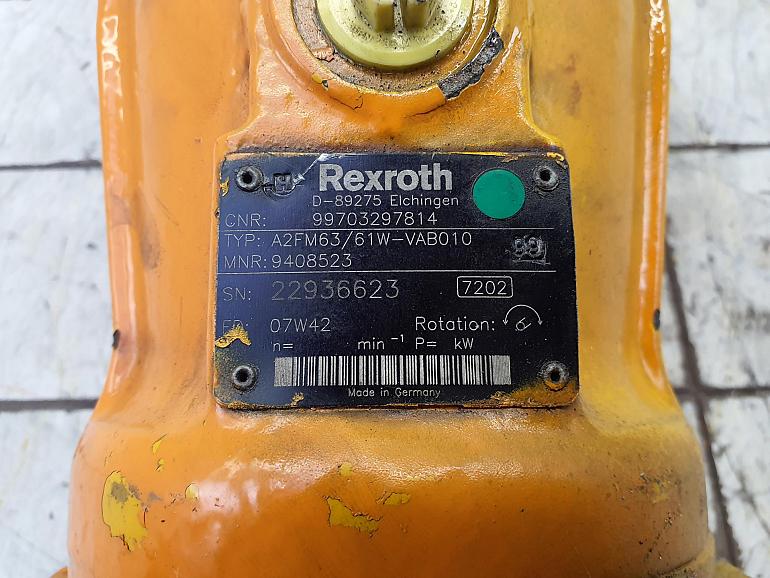 Rexroth
D-89275 Elchingen
CNR: 99703297814
TYP: A2FM63/61W-VAB010
MNR: 9408523
SN: 22936623 7202
FD: 07W42 Rotation:
n= min⁻¹ P= kW
Made in Germany